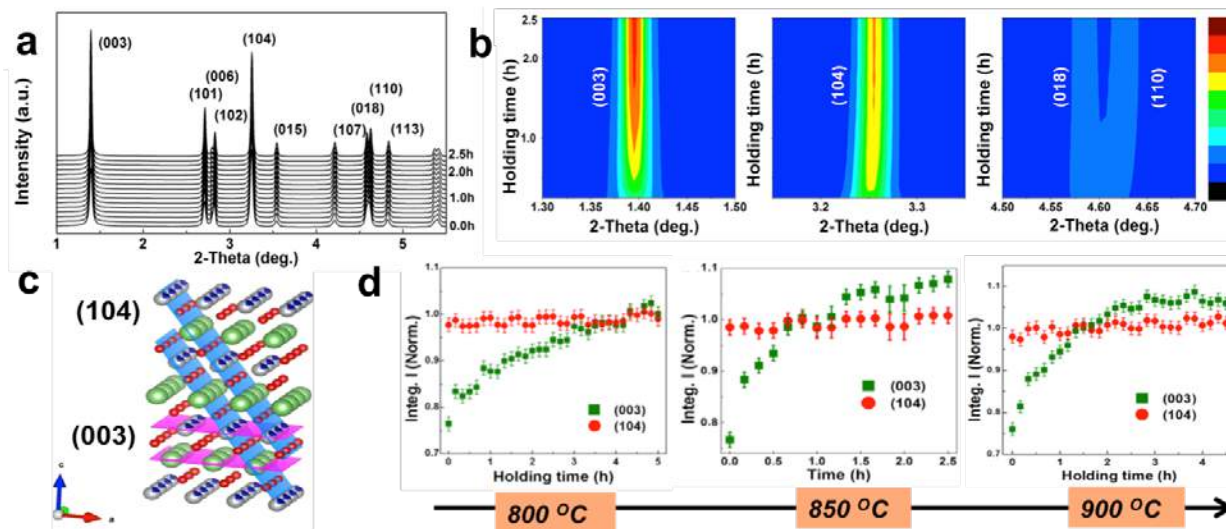 a
(003)
(104)
(006)
(101)
(102)
(015)
(107)
(018)
(110)
(113)
2.5h
2.0h
1.0h
0.0h
Intensity (a.u.)
1 2 3 4 5
2-Theta (deg.)
b
Holding time (h)
2.5
2.0
1.0
(003)
1.30 1.40 1.45 1.50
2-Theta (deg.)
Holding time (h)
(104)
3.2 3.3
2-Theta (deg.)
Holding time (h)
(018)
(110)
4.50 4.55 4.60 4.65 4.70
2-Theta (deg.)
c
(104)
(003)
c
a
d
Integ. I (Norm.)
1.1
1.0
0.9
0.8
0.7
(003)
(104)
0 1 2 3 4 5
Holding time (h)
800 °C
Integ. I (Norm.)
1.1
1.0
0.9
0.8
(003)
(104)
0.0 0.5 1.0 1.5 2.0 2.5
Time (h)
850 °C
Integ. I (Norm.)
1.1
1.0
0.9
0.8
0.7
(003)
(104)
0 1 2 3 4
Holding time (h)
900 °C